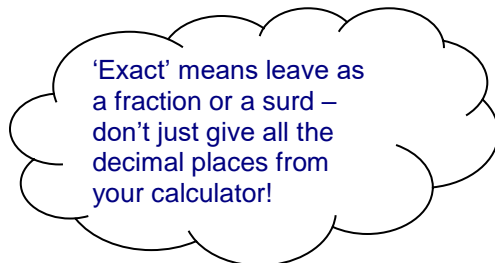 ‘Exact’ means leave as
a fraction or a surd –
don’t just give all the
decimal places from
your calculator!